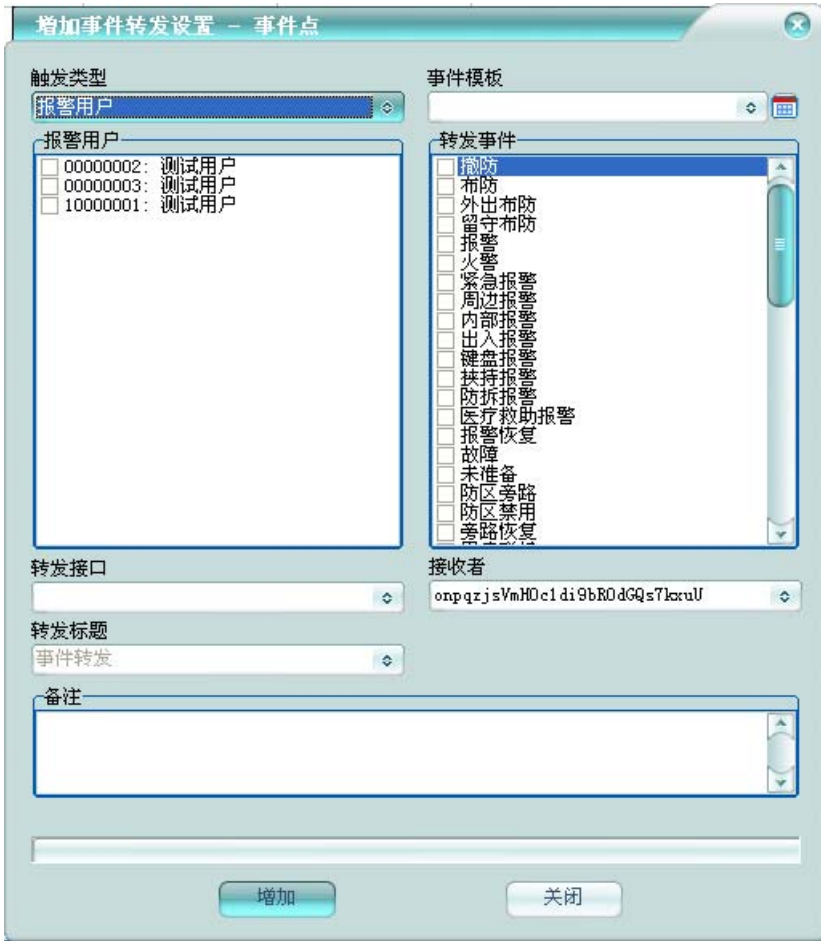 增加事件转发设置 - 事件点
触发类型
报警用户
报警用户
00000002: 测试用户
00000003: 测试用户
10000001: 测试用户
事件模板
转发事件
撤防
布防
外出布防
留守布防
报警
火警
紧急报警
周边报警
内部报警
出入报警
键盘报警
挟持报警
防拆报警
医疗救助报警
报警恢复
故障
未准备
防区旁路
防区禁用
旁路恢复
转发接口
接收者
onpqzjsVmHOc1di9bROdGQs7kxuU
转发标题
事件转发
备注
增加
关闭